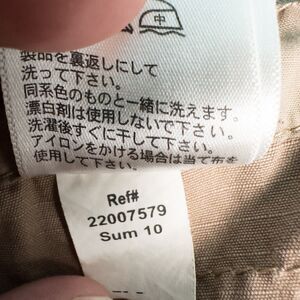 中
製品を裏返しにして
洗って下さい。
同系色のものと一緒に洗えます。
漂白剤は使用しないで下さい。
洗濯後すぐに干して下さい。
アイロンをかける場合は当て布を
使用して下さい。
Ref#
22007579
Sum 10